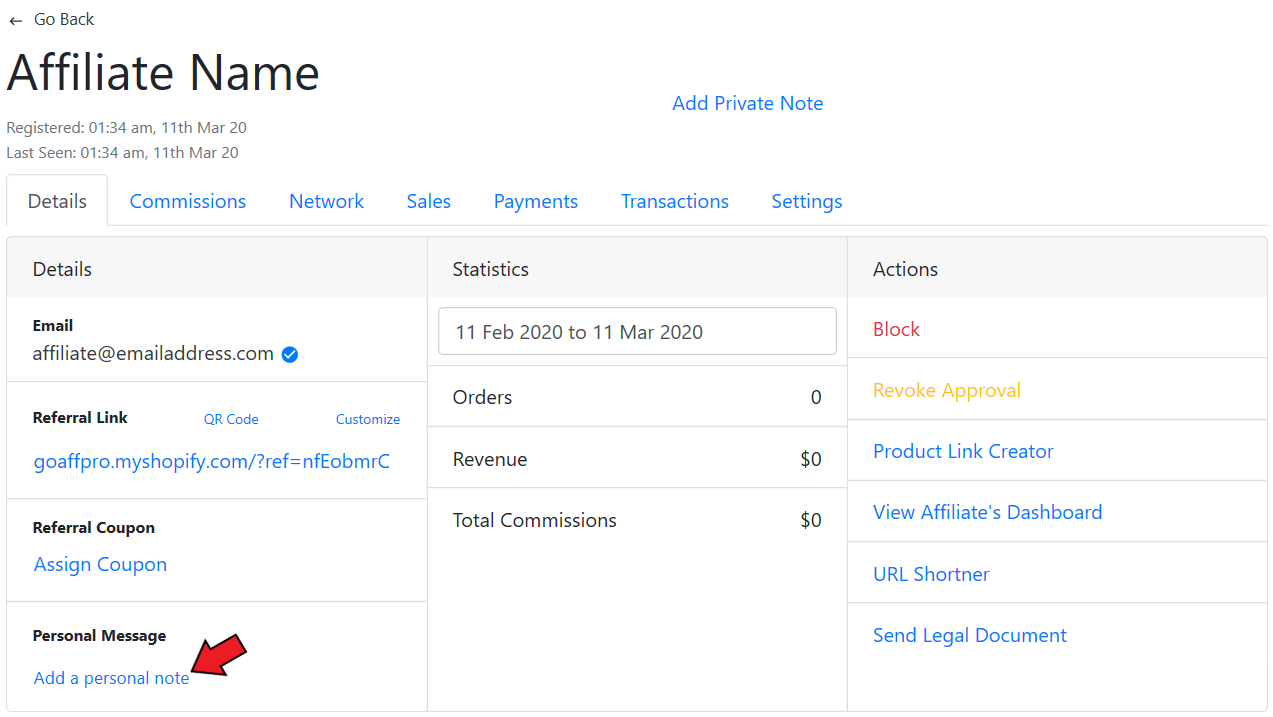 ← Go Back
Affiliate Name
Add Private Note
Registered: 01:34 am, 11th Mar 20
Last Seen: 01:34 am, 11th Mar 20
Details Commissions Network Sales Payments Transactions Settings
Details
Email
affiliate@emailaddress.com
Referral Link QR Code Customize
goaffpro.myshopify.com/?ref=nfEobmrC
Referral Coupon
Assign Coupon
Personal Message
Add a personal note
Statistics
11 Feb 2020 to 11 Mar 2020
Orders 0
Revenue $0
Total Commissions $0
Actions
Block
Revoke Approval
Product Link Creator
View Affiliate's Dashboard
URL Shortner
Send Legal Document